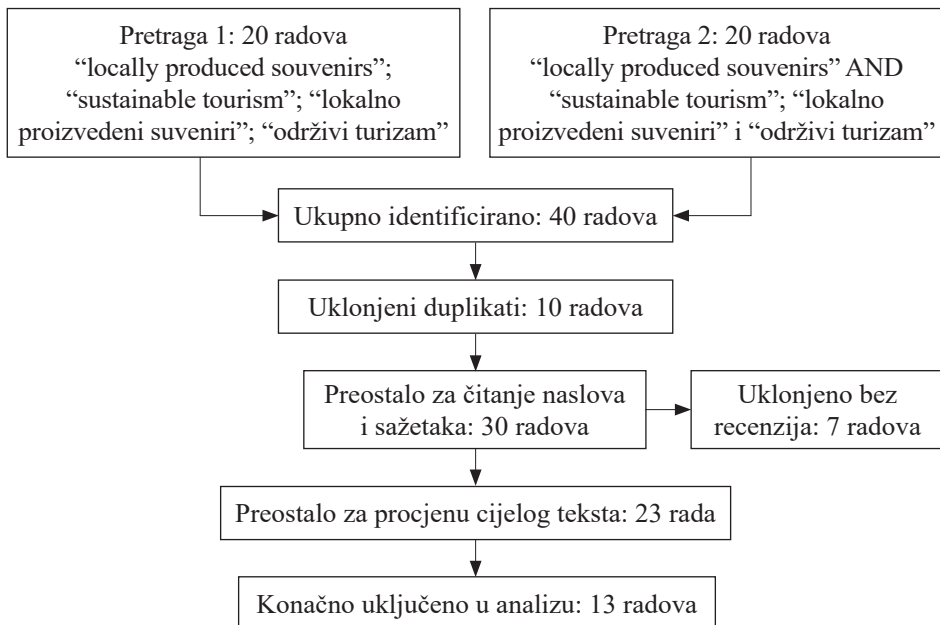 Pretraga 1: 20 radova
“locally produced souvenirs”;
“sustainable tourism”; “lokalno
proizvedeni suveniri”; “održivi turizam”
Pretraga 2: 20 radova
“locally produced souvenirs” AND
“sustainable tourism”; “lokalno
proizvedeni suveniri” i “održivi turizam”
Ukupno identificirano: 40 radova
Uklonjeni duplikati: 10 radova
Preostalo za čitanje naslova
i sažetaka: 30 radova
Uklonjeno bez
recenzija: 7 radova
Preostalo za procjenu cijelog teksta: 23 rada
Konačno uključeno u analizu: 13 radova